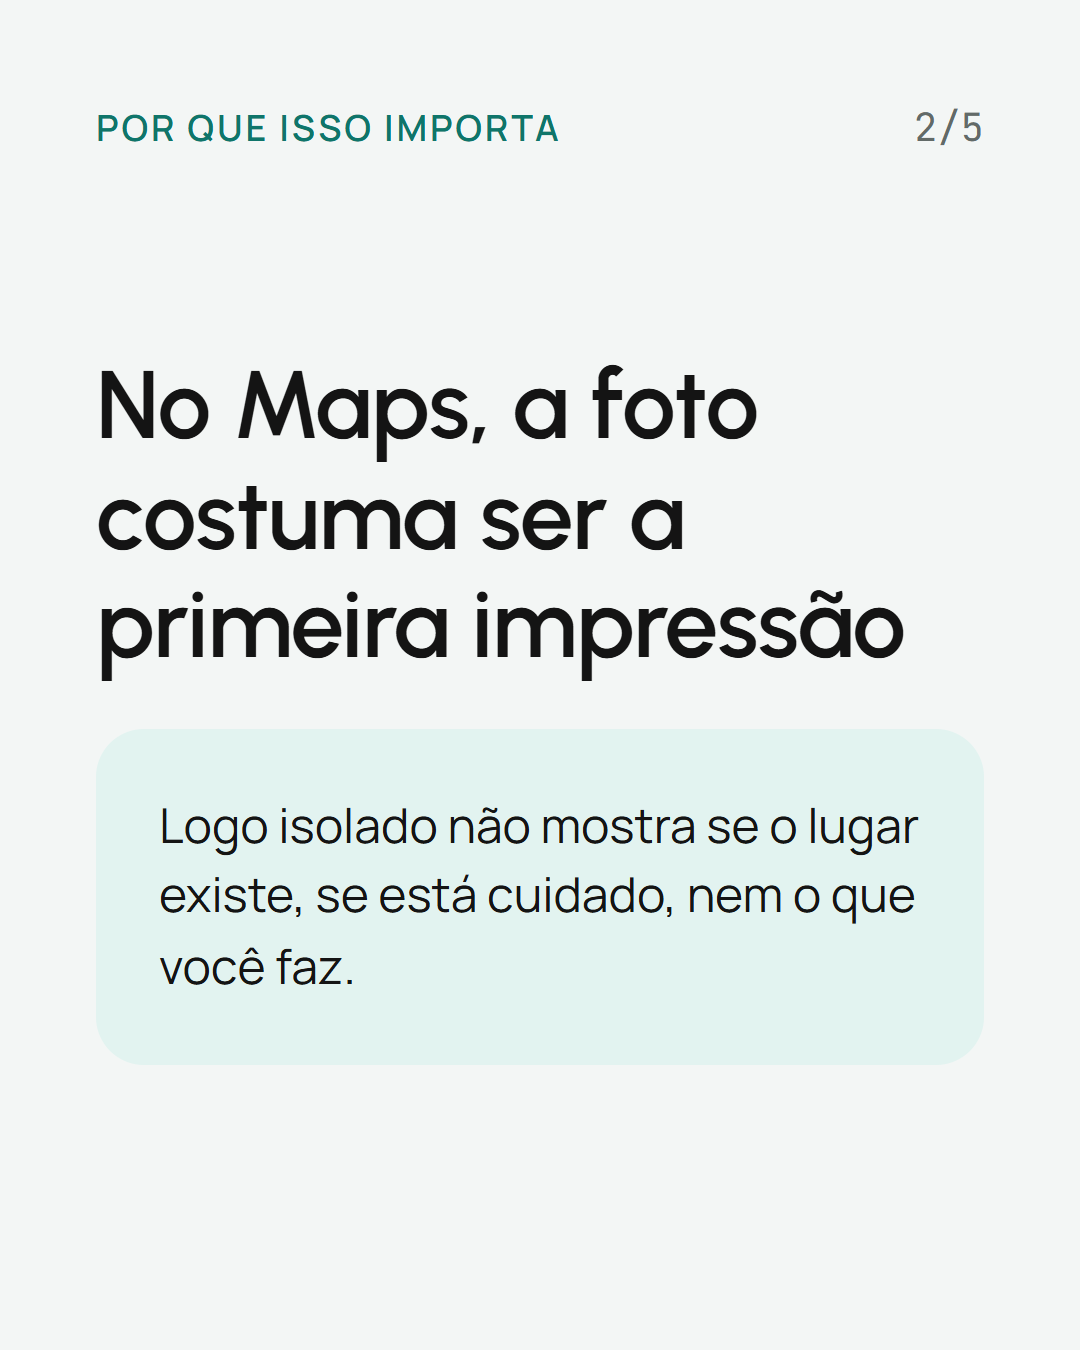 POR QUE ISSO IMPORTA
2/5
No Maps, a foto
costuma ser a
primeira impressão
Logo isolado não mostra se o lugar
existe, se está cuidado, nem o que
você faz.